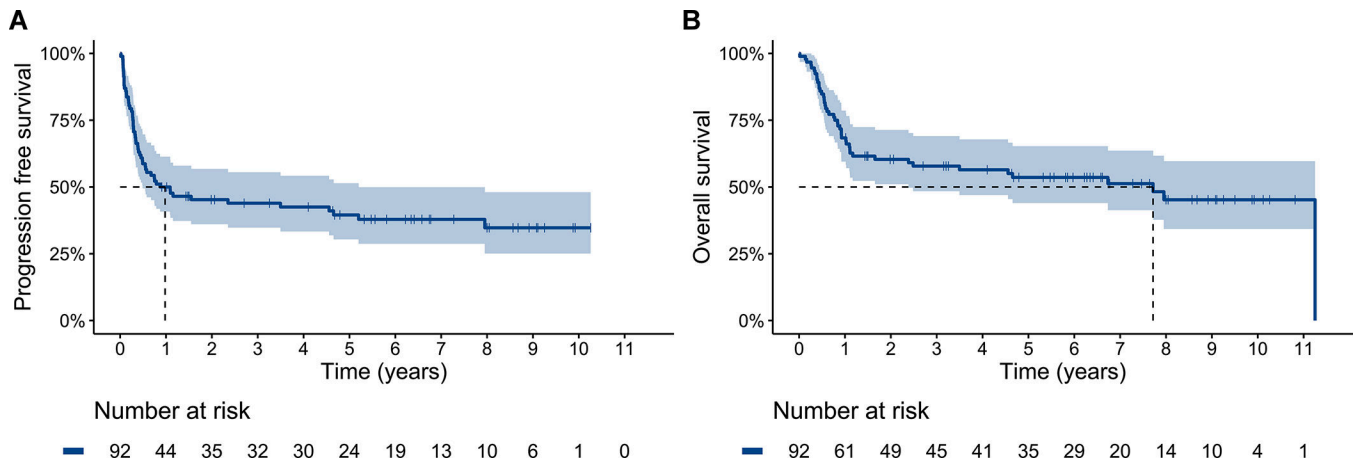 A
Progression free survival
100%
75%
50%
25%
0%
0 1 2 3 4 5 6 7 8 9 10 11
Time (years)
Number at risk
92 44 35 32 30 24 19 13 10 6 1 0
B
Overall survival
100%
75%
50%
25%
0%
0 1 2 3 4 5 6 7 8 9 10 11
Time (years)
Number at risk
92 61 49 45 41 35 29 20 14 10 4 1